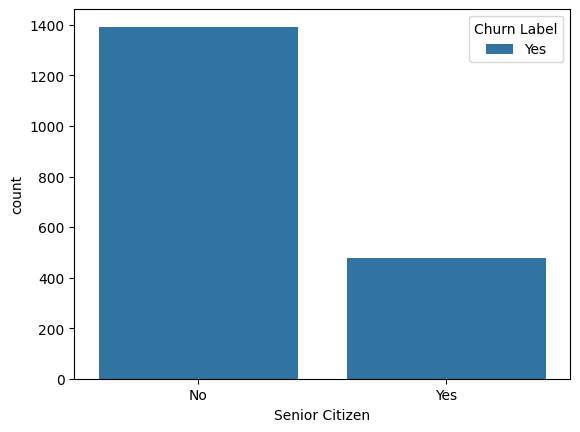 Churn Label
Yes
1400
1200
1000
800
600
400
200
0
count
No Yes
Senior Citizen